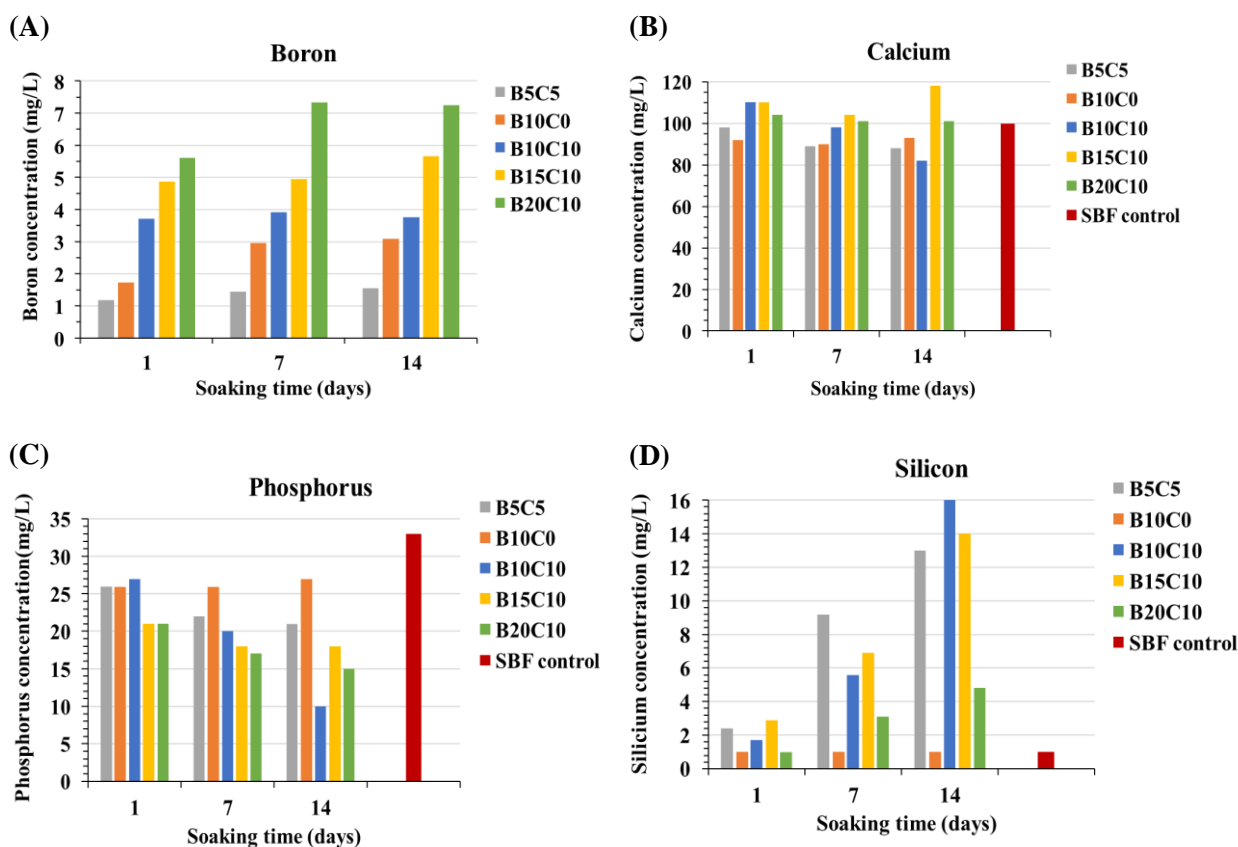 (A)
Boron
Boron concentration (mg/L)
8
7
6
5
4
3
2
1
0
1 7 14
Soaking time (days)
B5C5
B10C0
B10C10
B15C10
B20C10
(B)
Calcium
Calcium concentration (mg/L)
120
100
80
60
40
20
0
1 7 14
Soaking time (days)
B5C5
B10C0
B10C10
B15C10
B20C10
SBF control
(C)
Phosphorus
Phosphorus concentration(mg/L)
35
30
25
20
15
10
5
0
1 7 14
Soaking time (days)
B5C5
B10C0
B10C10
B15C10
B20C10
SBF control
(D)
Silicon
Silicium concentration (mg/L)
16
14
12
10
8
6
4
2
0
1 7 14
Soaking time (days)
B5C5
B10C0
B10C10
B15C10
B20C10
SBF control